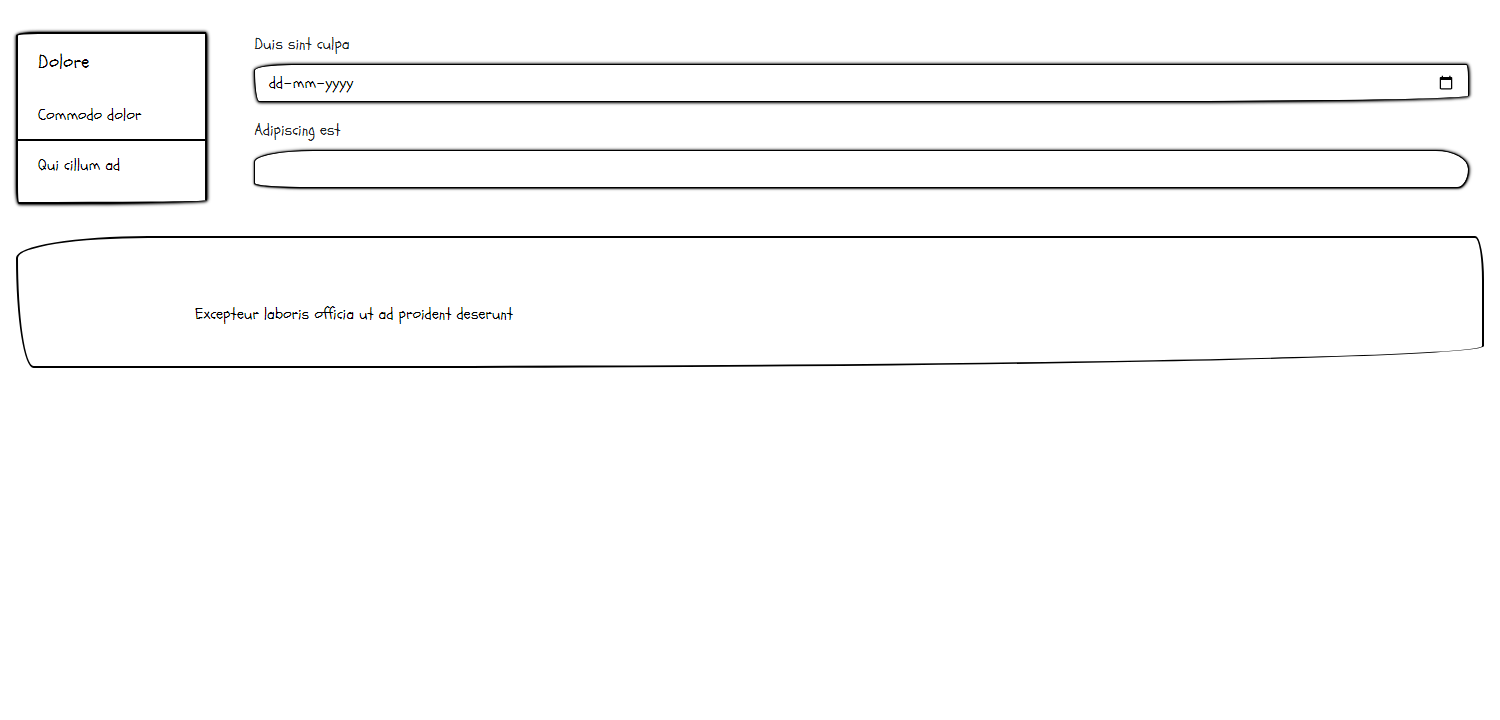 Dolore
Commodo dolor
Qui cillum ad
Duis sint culpa
dd-mm-yyyy
Adipiscing est
Excepteur laboris officia ut ad proident deserunt